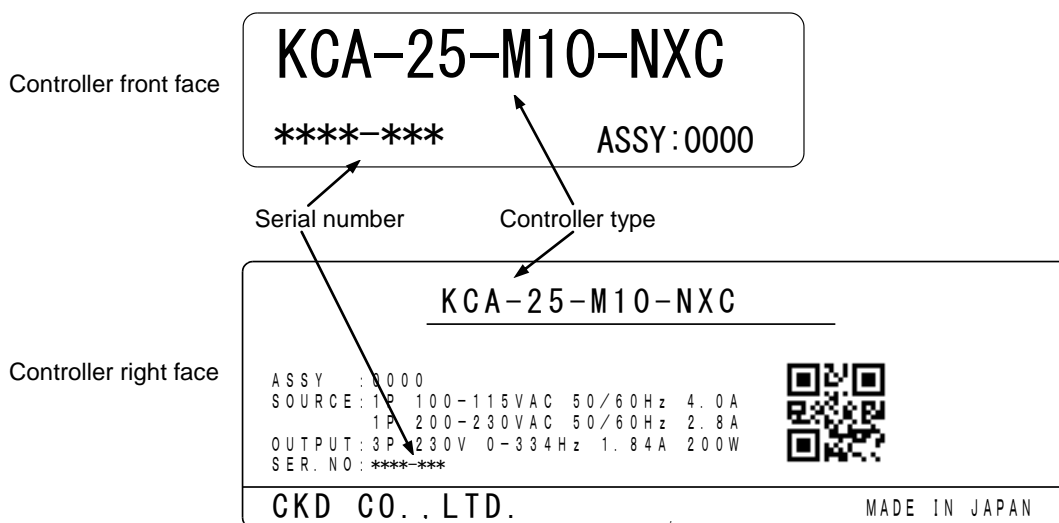 KCA-25-M10-NXC
Controller front face
****-*** ASSY:0000
Serial number Controller type
KCA-25-M10-NXC
Controller right face
ASSY :0000
SOURCE:1P 100-115VAC 50/60Hz 4.0A
1P 200-230VAC 50/60Hz 2.8A
OUTPUT:3P 230V 0-334Hz 1.84A 200W
SER.NO:****-***
CKD CO.,LTD. MADE IN JAPAN